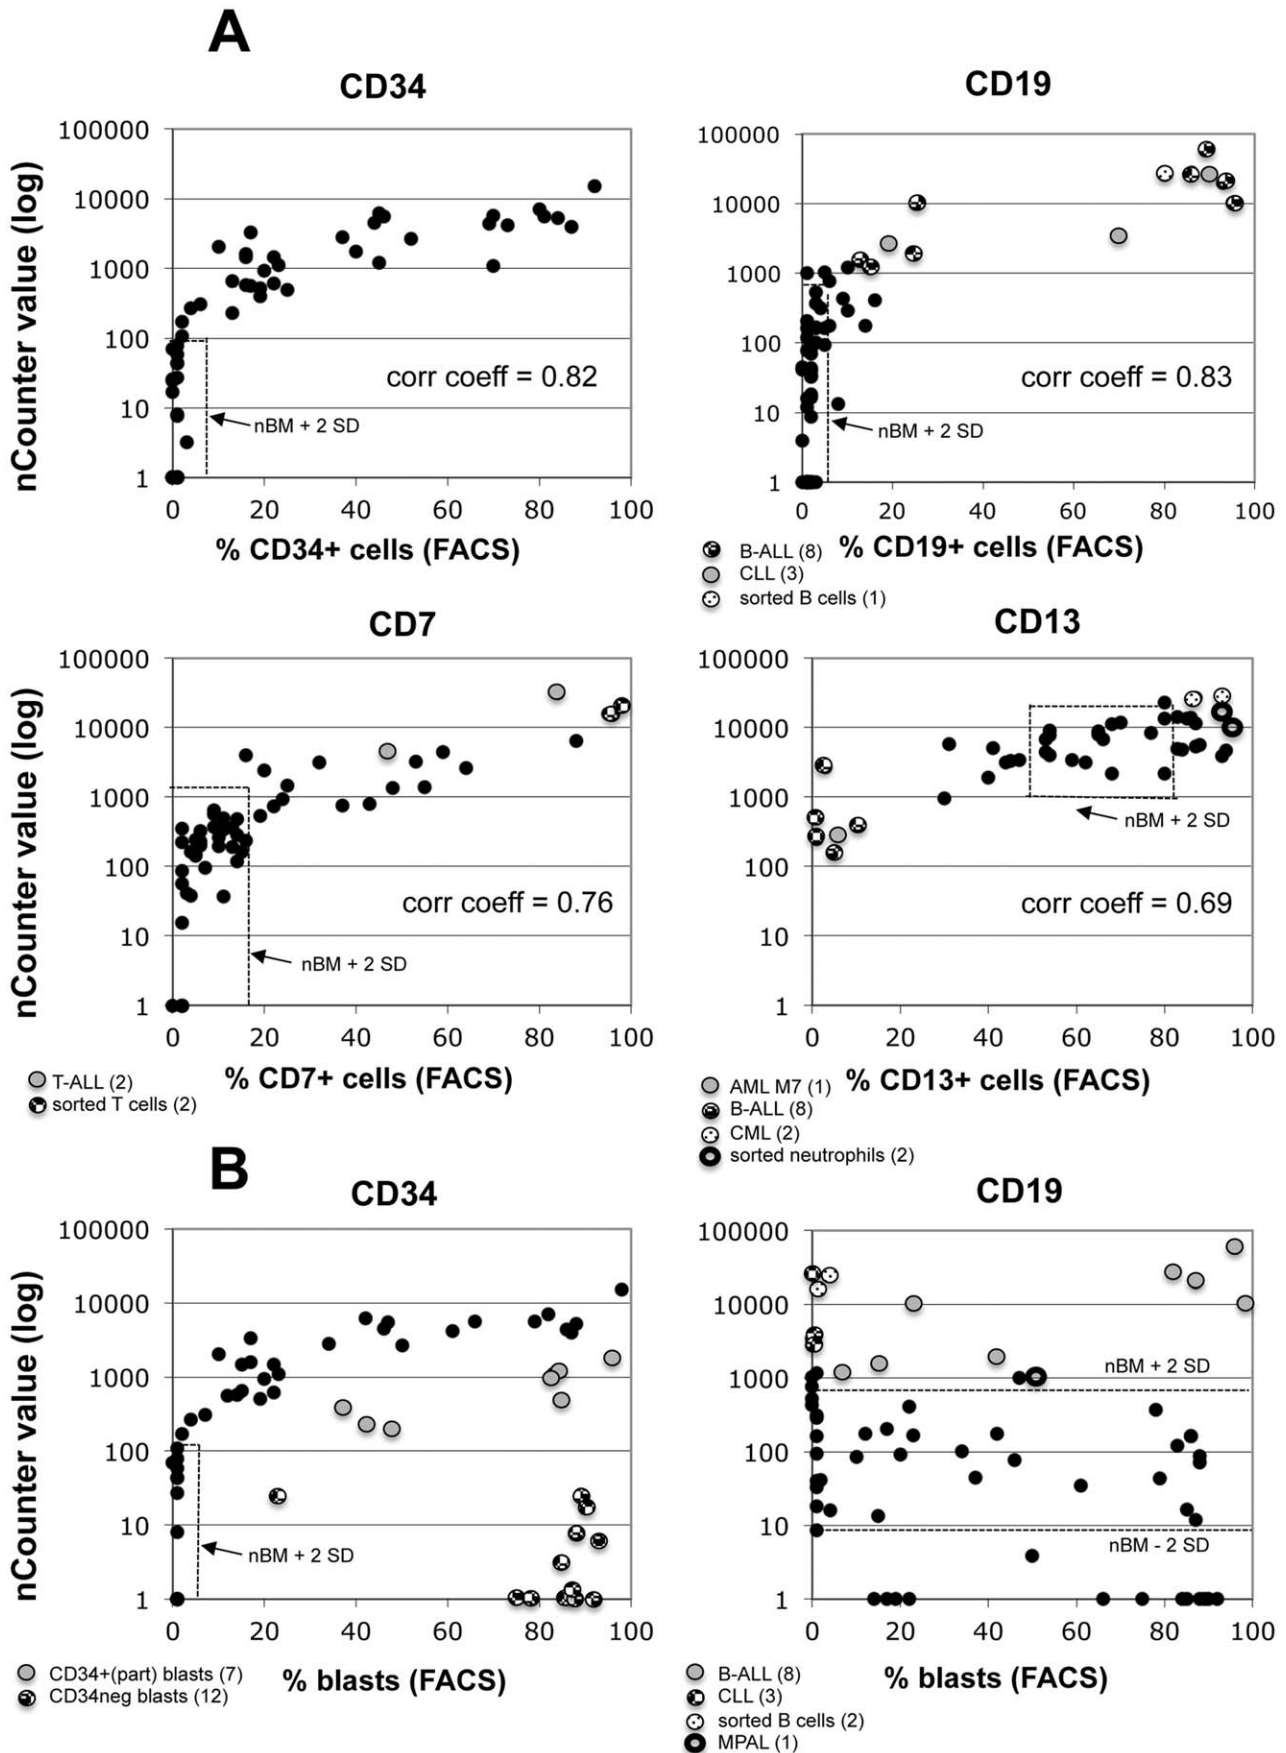 A
CD34
nCounter value (log)
100000
10000
1000
100
10
1
corr coeff = 0.82
nBM + 2 SD
0 20 40 60 80 100
% CD34+ cells (FACS)
CD19
100000
10000
1000
100
10
1
corr coeff = 0.83
nBM + 2 SD
0 20 40 60 80 100
% CD19+ cells (FACS)
B-ALL (8)
CLL (3)
sorted B cells (1)
CD7
nCounter value (log)
100000
10000
1000
100
10
1
corr coeff = 0.76
nBM + 2 SD
0 20 40 60 80 100
% CD7+ cells (FACS)
T-ALL (2)
sorted T cells (2)
CD13
100000
10000
1000
100
10
1
nBM + 2 SD
corr coeff = 0.69
0 20 40 60 80 100
% CD13+ cells (FACS)
AML M7 (1)
B-ALL (8)
CML (2)
sorted neutrophils (2)
B
CD34
nCounter value (log)
100000
10000
1000
100
10
1
nBM + 2 SD
0 20 40 60 80 100
% blasts (FACS)
CD34+(part) blasts (7)
CD34neg blasts (12)
CD19
100000
10000
1000
100
10
1
nBM + 2 SD
nBM - 2 SD
0 20 40 60 80 100
% blasts (FACS)
B-ALL (8)
CLL (3)
sorted B cells (2)
MPAL (1)